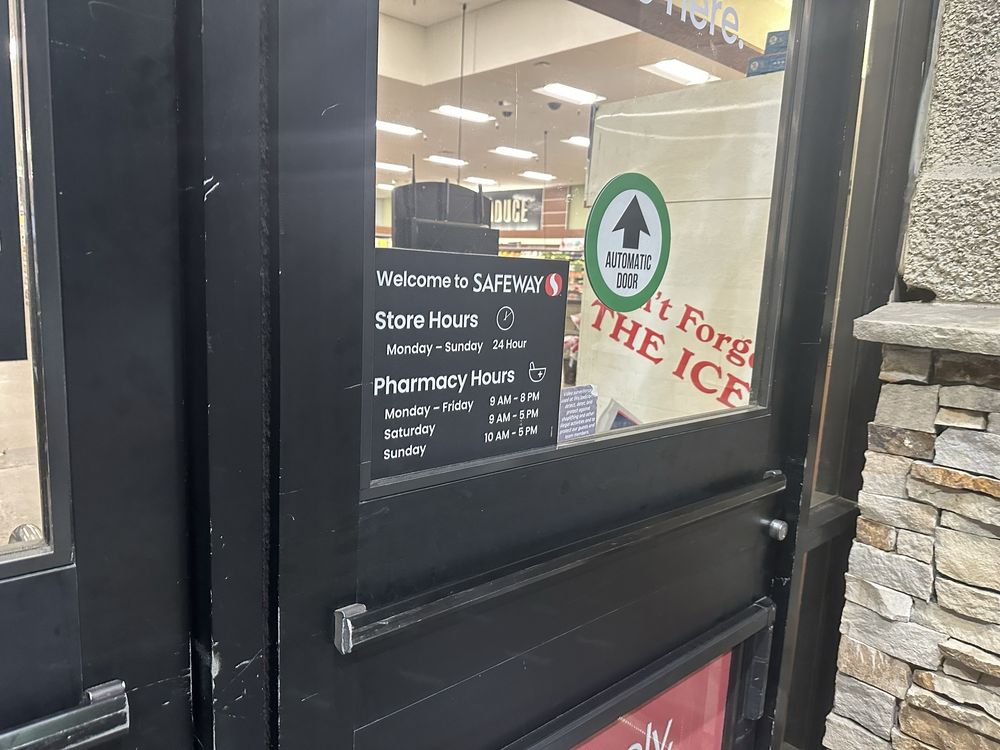 here.
DUCE
AUTOMATIC
DOOR
't Forge
THE ICE
Welcome to SAFEWAY
Store Hours
Monday – Sunday 24 Hour
Pharmacy Hours
Monday – Friday 9 AM – 8 PM
Saturday 9 AM – 5 PM
Sunday 10 AM – 5 PM